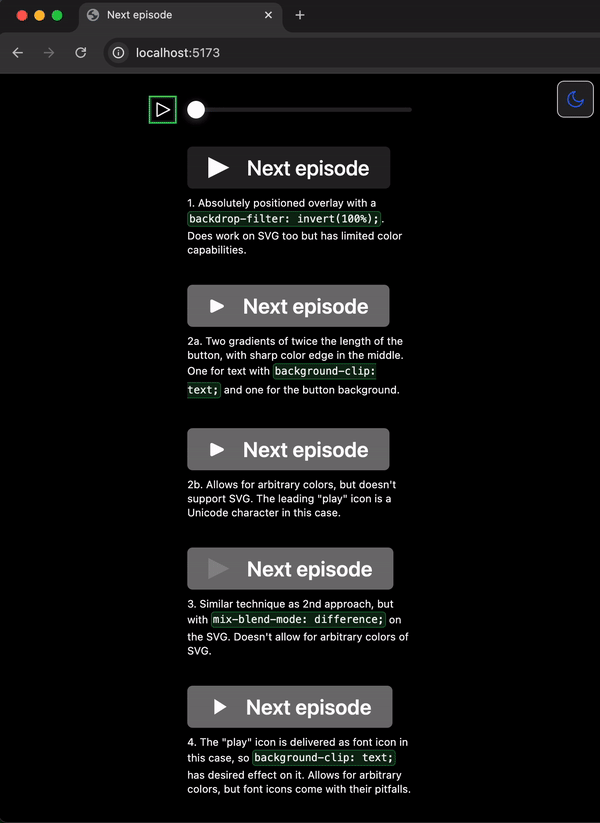 Next episode
localhost:5173
Next episode
1. Absolutely positioned overlay with a
backdrop-filter: invert(100%);.
Does work on SVG too but has limited color
capabilities.
Next episode
2a. Two gradients of twice the length of the
button, with sharp color edge in the middle.
One for text with background-clip:
text; and one for the button background.
Next episode
2b. Allows for arbitrary colors, but doesn't
support SVG. The leading "play" icon is a
Unicode character in this case.
Next episode
3. Similar technique as 2nd approach, but
with mix-blend-mode: difference; on
the SVG. Doesn't allow for arbitrary colors of
SVG.
Next episode
4. The "play" icon is delivered as font icon in
this case, so background-clip: text;
has desired effect on it. Allows for arbitrary
colors, but font icons come with their pitfalls.